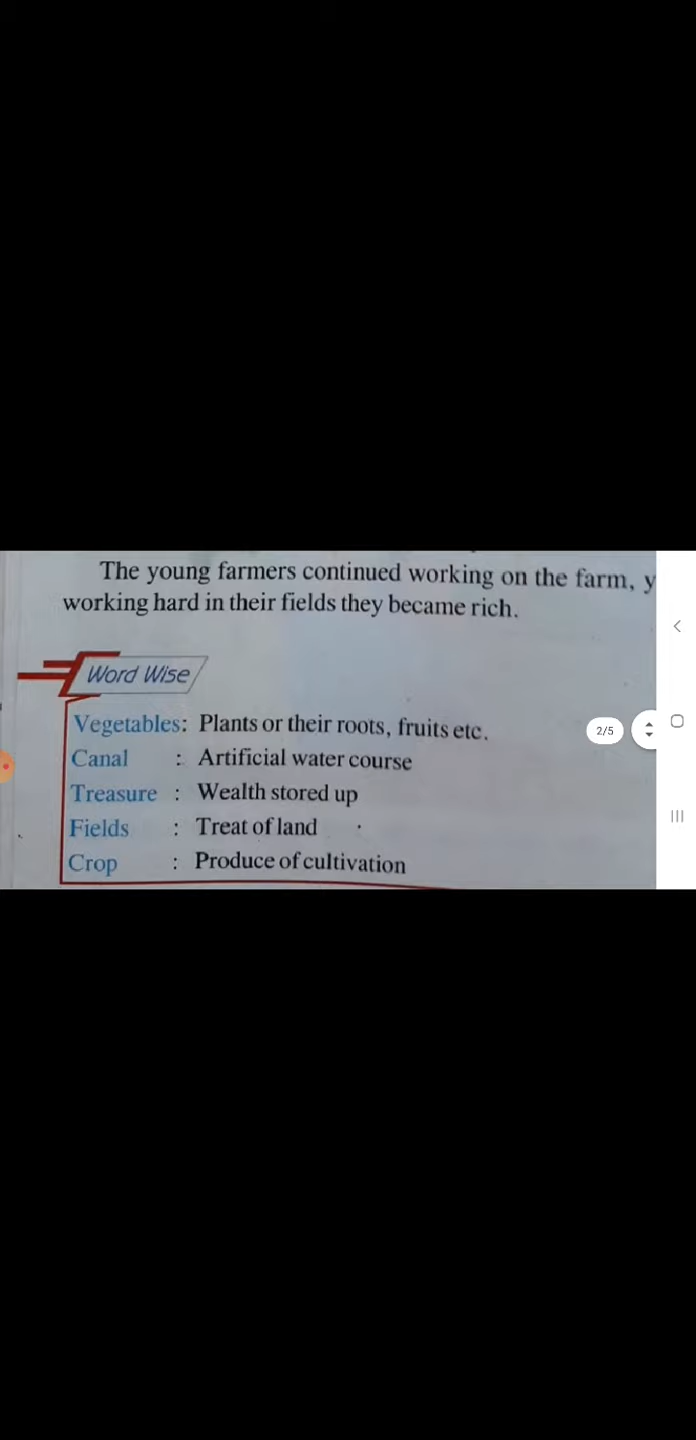 The young farmers continued working on the farm, y
working hard in their fields they became rich.
Word Wise
Vegetables: Plants or their roots, fruits etc.
Canal : Artificial water course
Treasure : Wealth stored up
Fields : Treat of land
Crop : Produce of cultivation
2/5